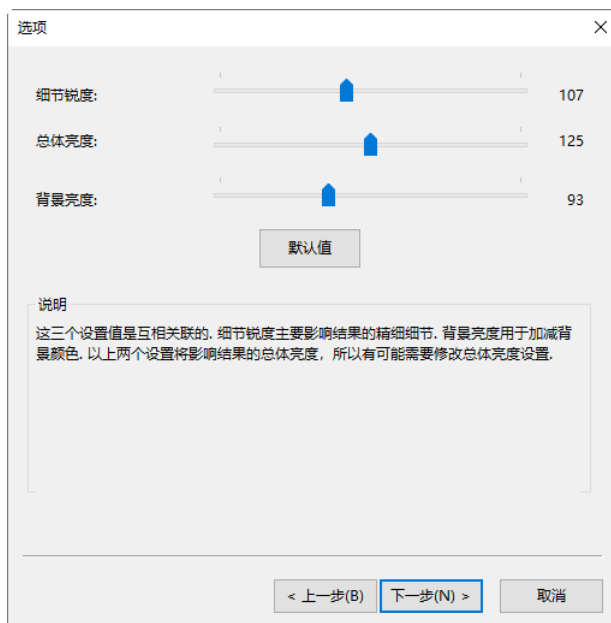 选项
细节锐度: 107
总体亮度: 125
背景亮度: 93
默认值
说明
这三个设置值是互相关联的. 细节锐度主要影响结果的精细细节. 背景亮度用于加减背
景颜色. 以上两个设置将影响结果的总体亮度，所以有可能需要修改总体亮度设置.
< 上一步(B) 下一步(N) > 取消